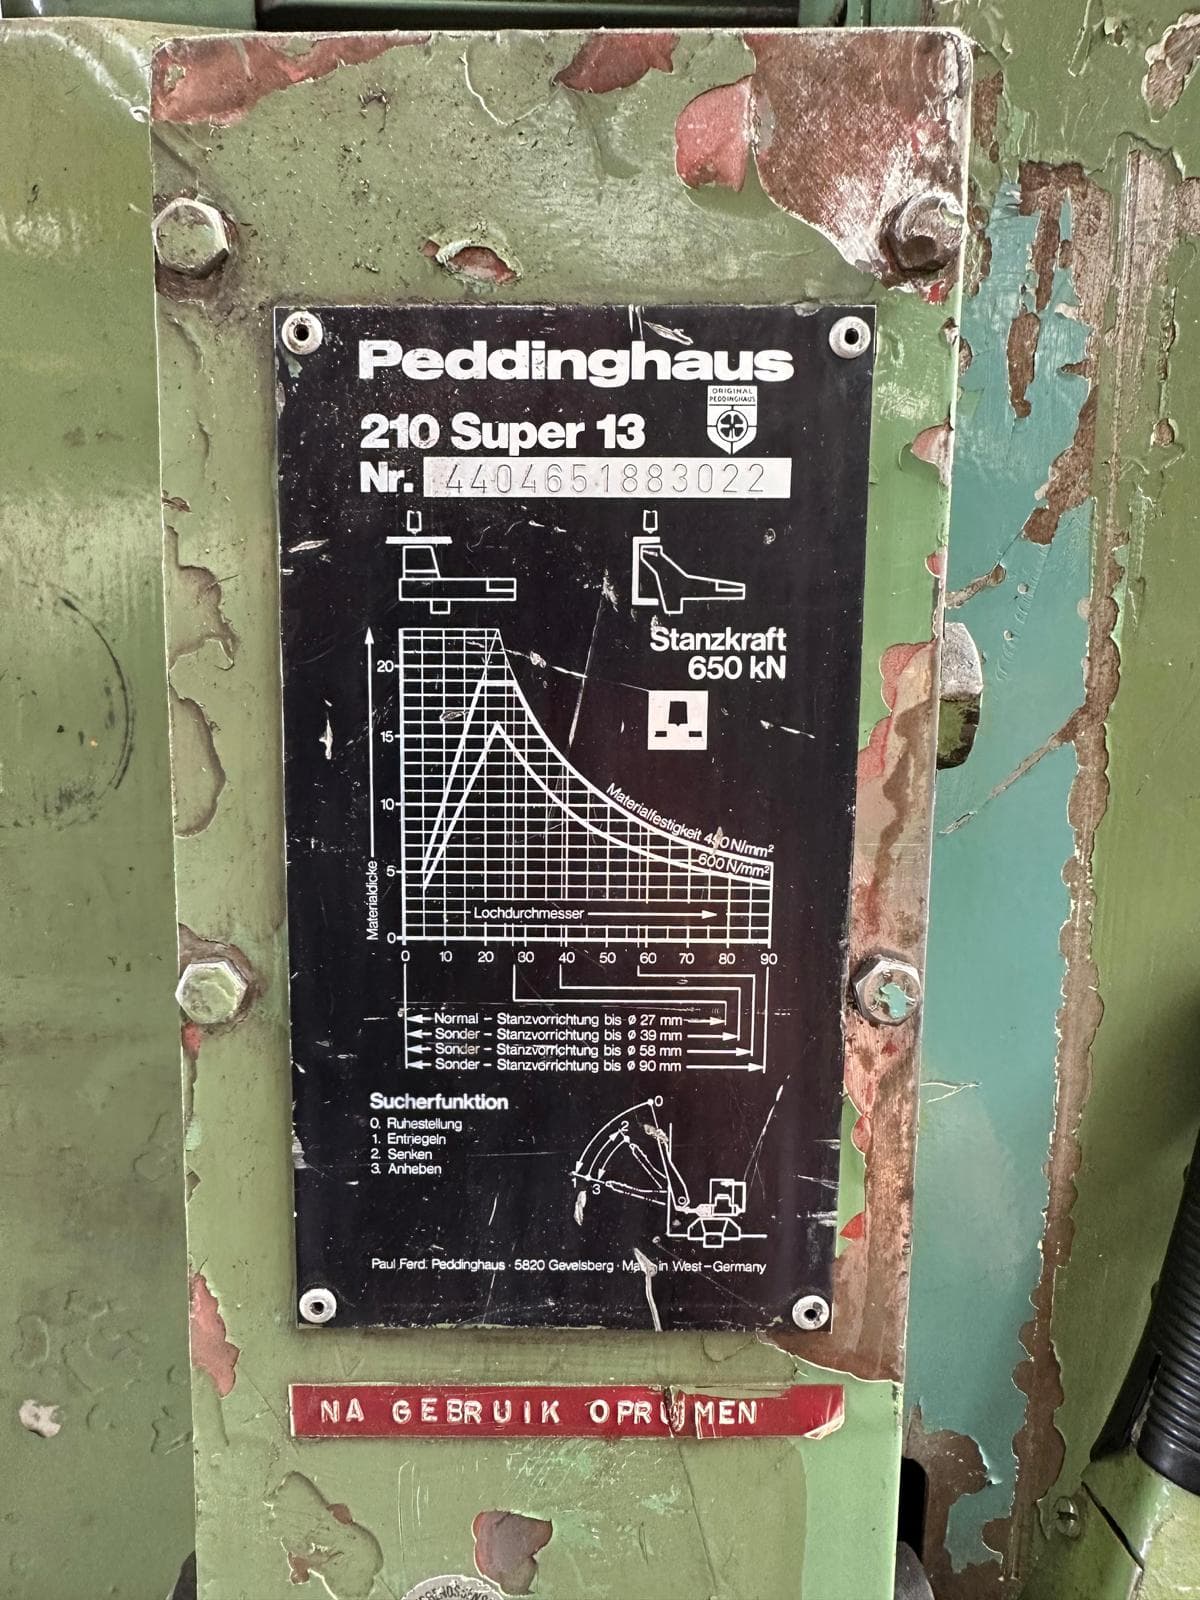 Peddinghaus
ORIGINAL
PEDDINGHAUS
210 Super 13
Nr. 4404651883022
Stanzkraft
650 kN
20
15
10
5
0
Materialdicke
Materialfestigkeit 450 N/mm²
600 N/mm²
Lochdurchmesser
0 10 20 30 40 50 60 70 80 90
Normal – Stanzvorrichtung bis ø 27 mm
Sonder – Stanzvorrichtung bis ø 39 mm
Sonder – Stanzvorrichtung bis ø 58 mm
Sonder – Stanzvorrichtung bis ø 90 mm
Sucherfunktion
0. Ruhestellung
1. Entriegeln
2. Senken
3. Anheben
0
2
1
3
Paul Ferd. Peddinghaus · 5820 Gevelsberg · Made in West-Germany
NA GEBRUIK OPRUIMEN